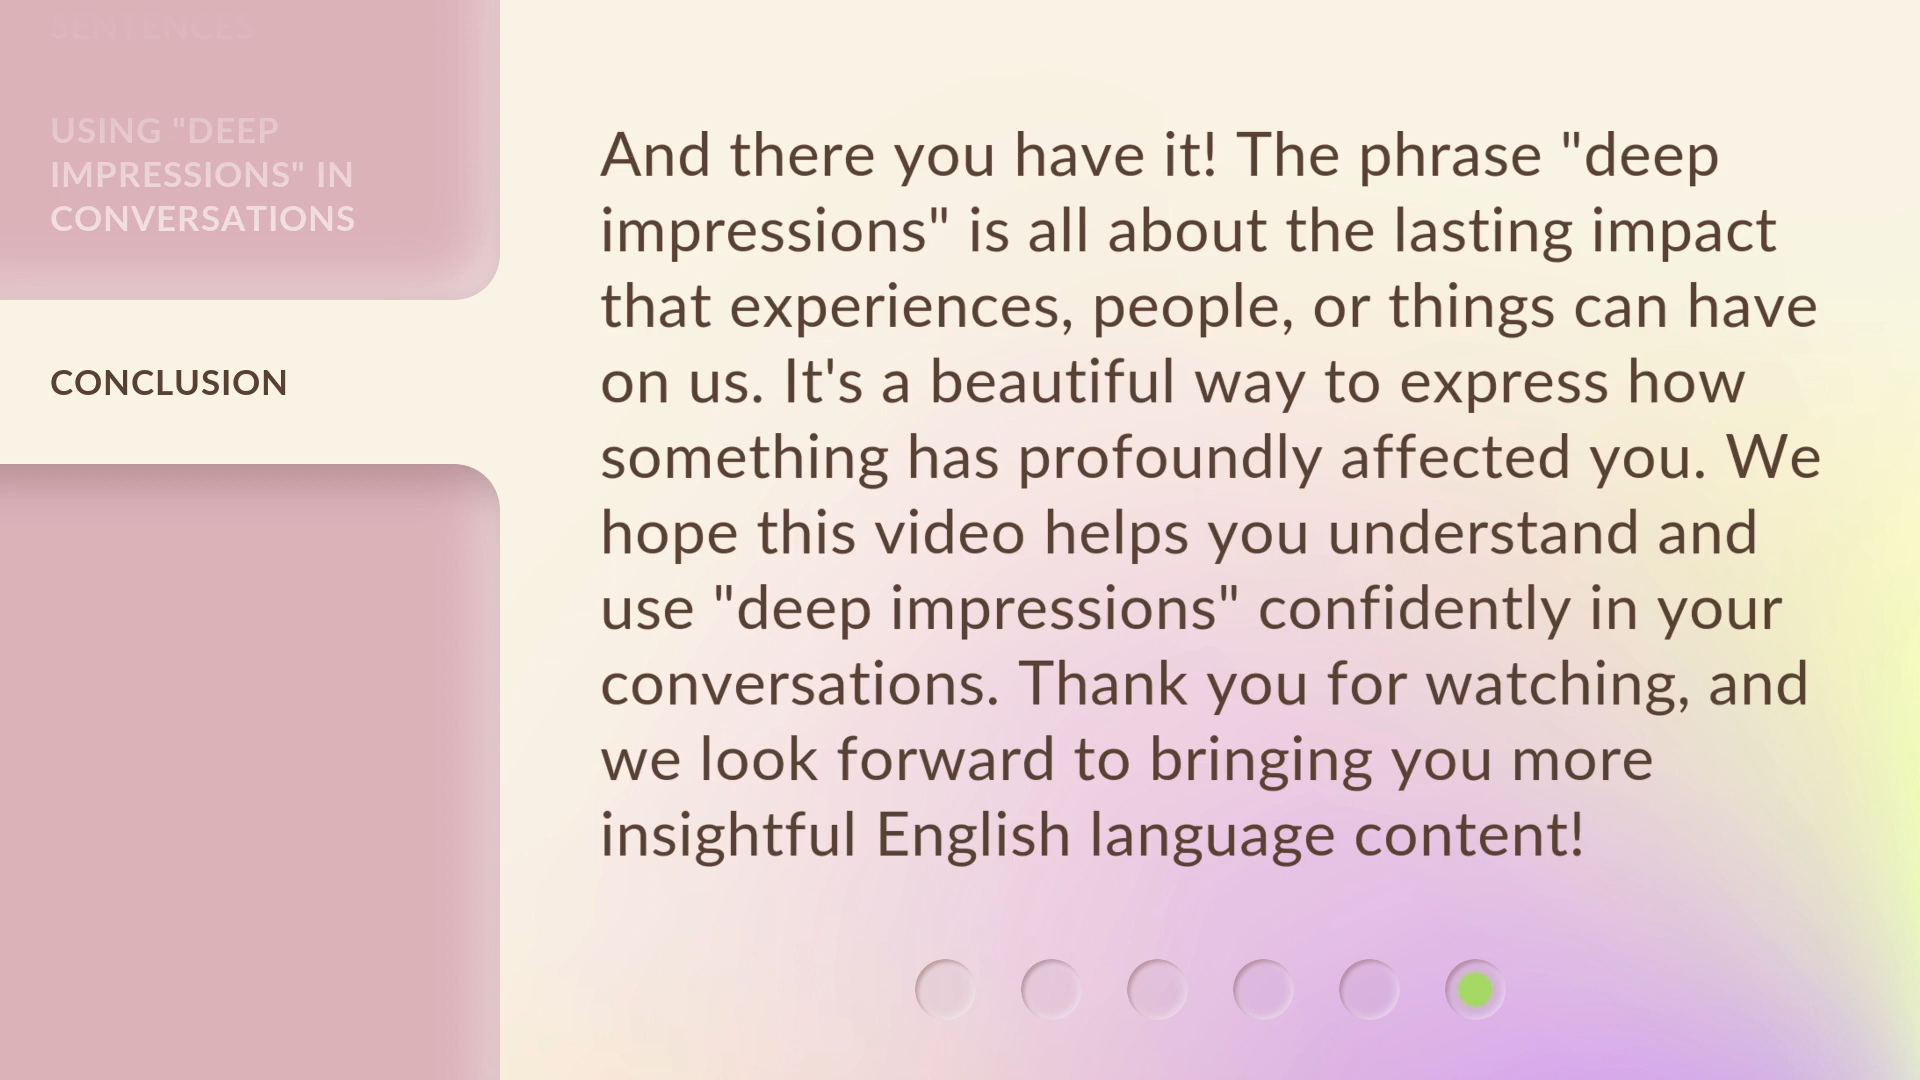 SENTENCES
USING "DEEP
IMPRESSIONS" IN
CONVERSATIONS
CONCLUSION
And there you have it! The phrase "deep
impressions" is all about the lasting impact
that experiences, people, or things can have
on us. It's a beautiful way to express how
something has profoundly affected you. We
hope this video helps you understand and
use "deep impressions" confidently in your
conversations. Thank you for watching, and
we look forward to bringing you more
insightful English language content!